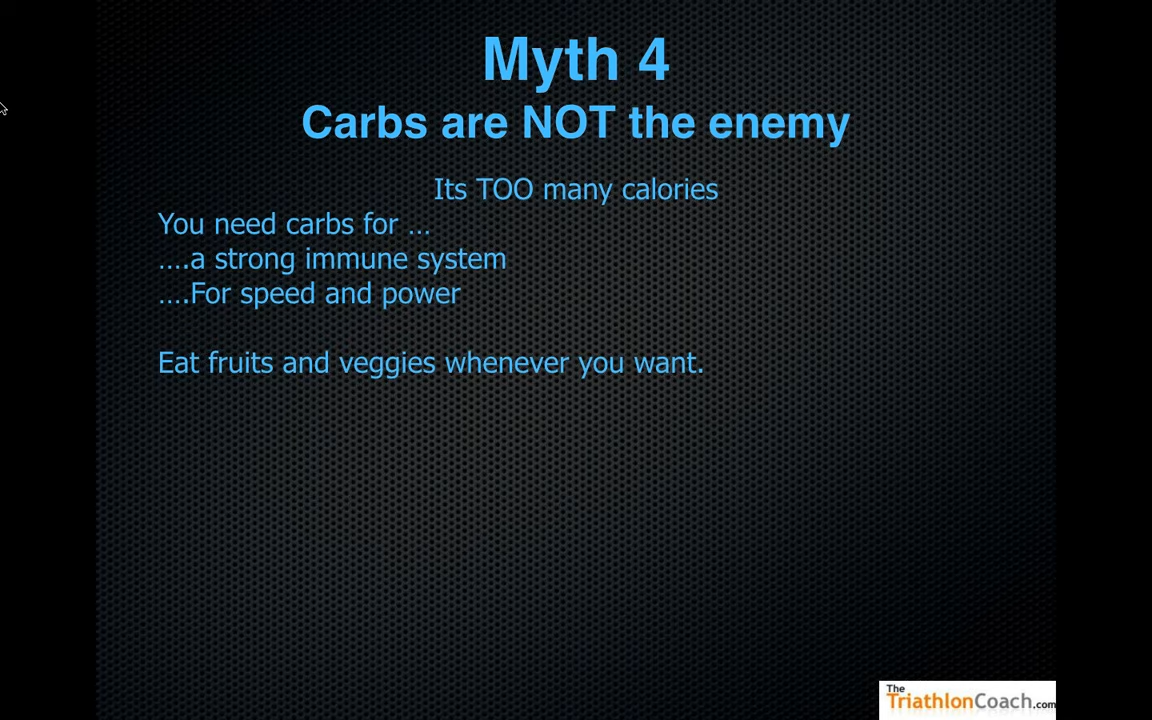 Myth 4
Carbs are NOT the enemy
Its TOO many calories
You need carbs for ...
....a strong immune system
....For speed and power
Eat fruits and veggies whenever you want.
The
TriathlonCoach.com